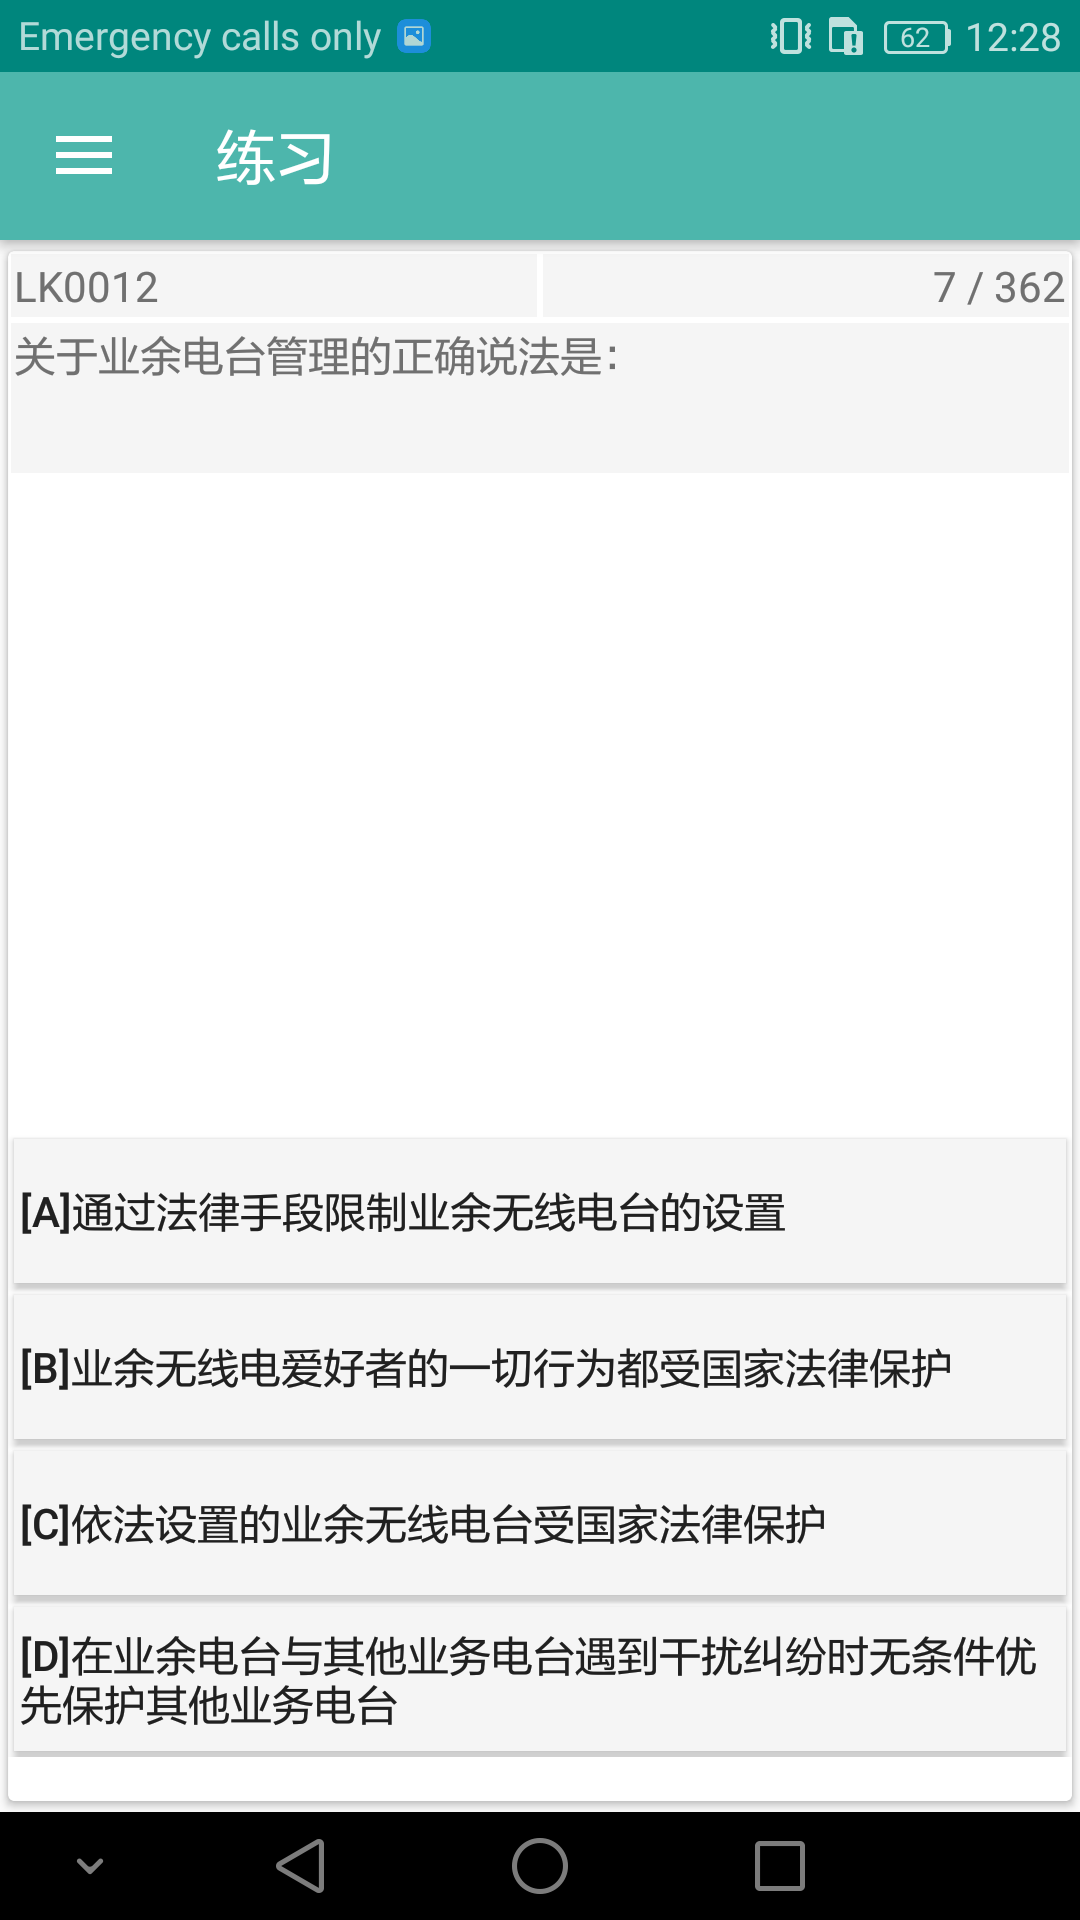 Emergency calls only
62
12:28
练习
LK0012
7 / 362
关于业余电台管理的正确说法是：
[A]通过法律手段限制业余无线电台的设置
[B]业余无线电爱好者的一切行为都受国家法律保护
[C]依法设置的业余无线电台受国家法律保护
[D]在业余电台与其他业务电台遇到干扰纠纷时无条件优
先保护其他业务电台